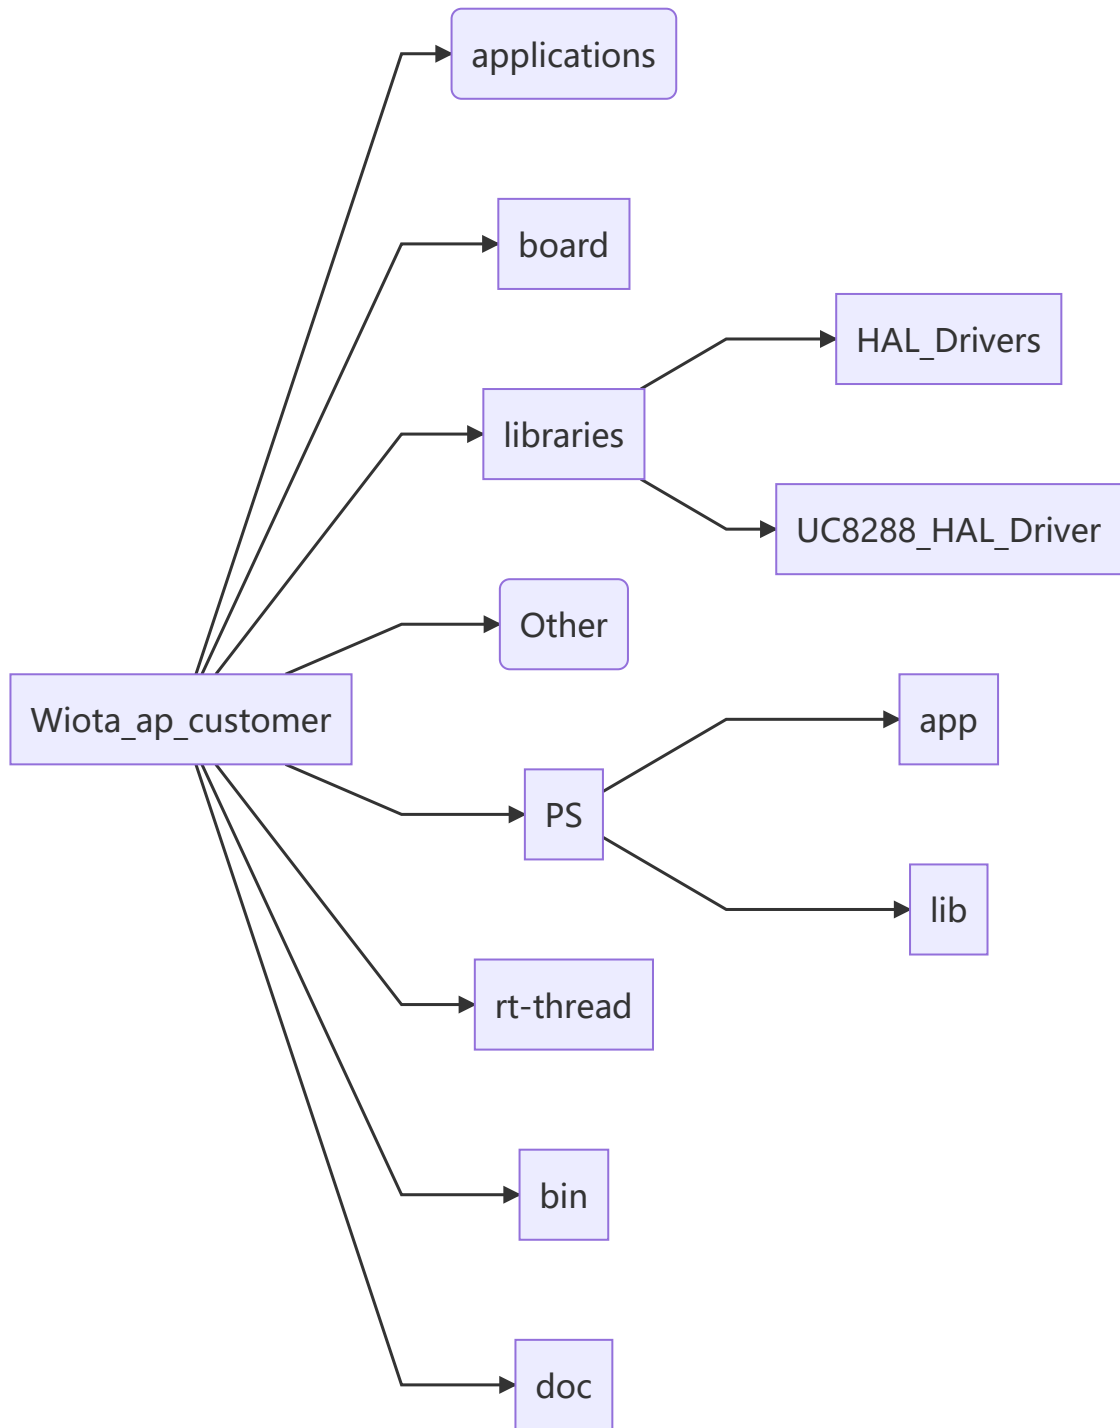 applications
board
HAL_Drivers
libraries
UC8288_HAL_Driver
Other
Wiota_ap_customer
app
PS
lib
rt-thread
bin
doc